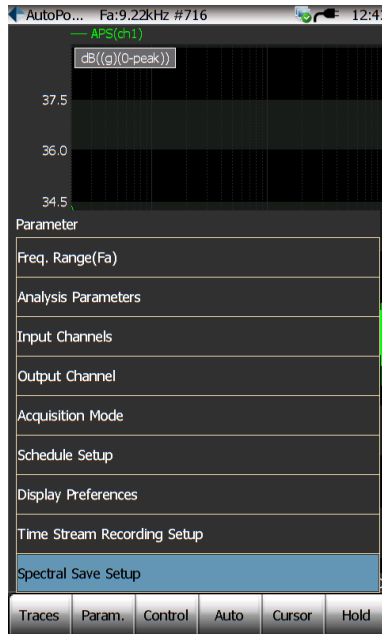 AutoPo... Fa:9.22kHz #716
APS(ch1)
dB((g)(0-peak))
37.5
36.0
34.5
Parameter
Freq. Range(Fa)
Analysis Parameters
Input Channels
Output Channel
Acquisition Mode
Schedule Setup
Display Preferences
Time Stream Recording Setup
Spectral Save Setup
Traces Param. Control Auto Cursor Hold